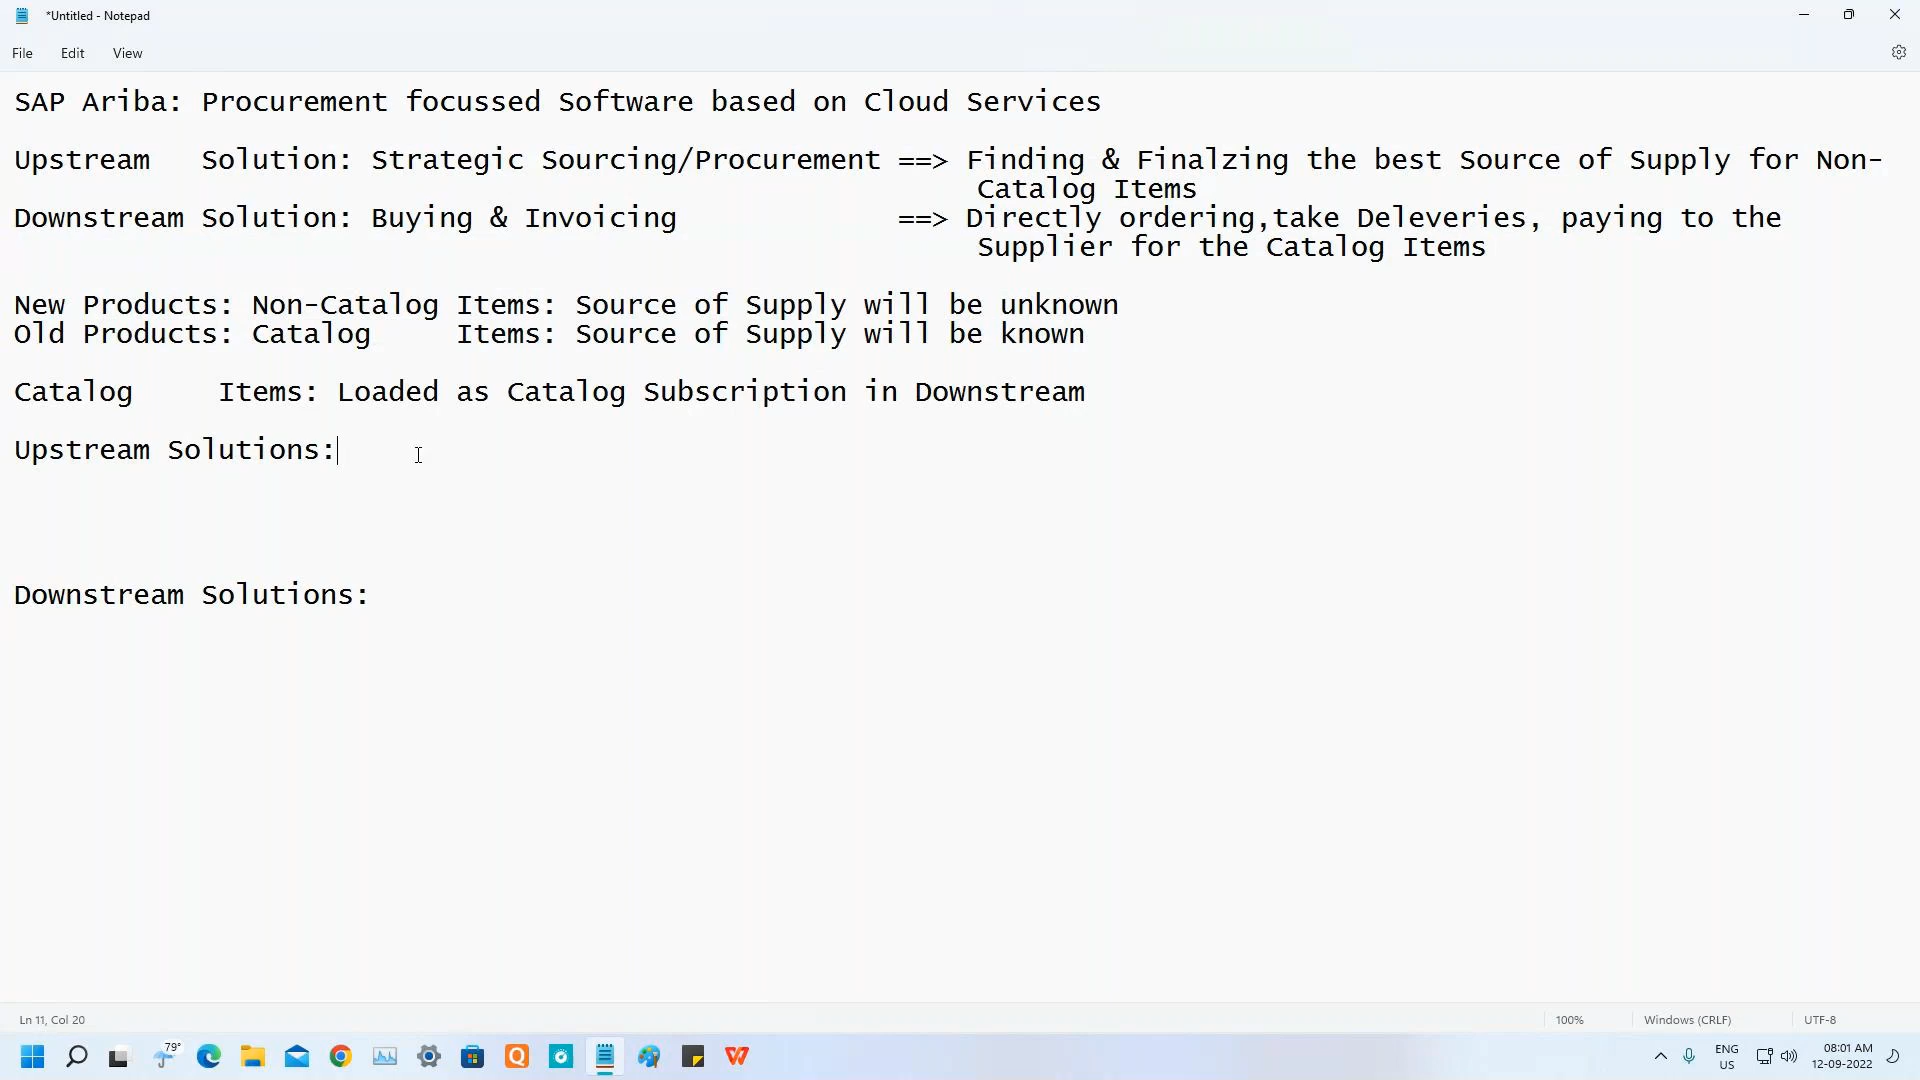 *Untitled - Notepad
File Edit View
SAP Ariba: Procurement focussed Software based on Cloud Services
Upstream   Solution: Strategic Sourcing/Procurement ==> Finding & Finalzing the best Source of Supply for Non-
Catalog Items
Downstream Solution: Buying & Invoicing             ==> Directly ordering,take Deleveries, paying to the
Supplier for the Catalog Items
New Products: Non-Catalog Items: Source of Supply will be unknown
Old Products: Catalog     Items: Source of Supply will be known
Catalog     Items: Loaded as Catalog Subscription in Downstream
Upstream Solutions:
Downstream Solutions:
Ln 11, Col 20 100% Windows (CRLF) UTF-8
79° ENG 08:01 AM
US 12-09-2022